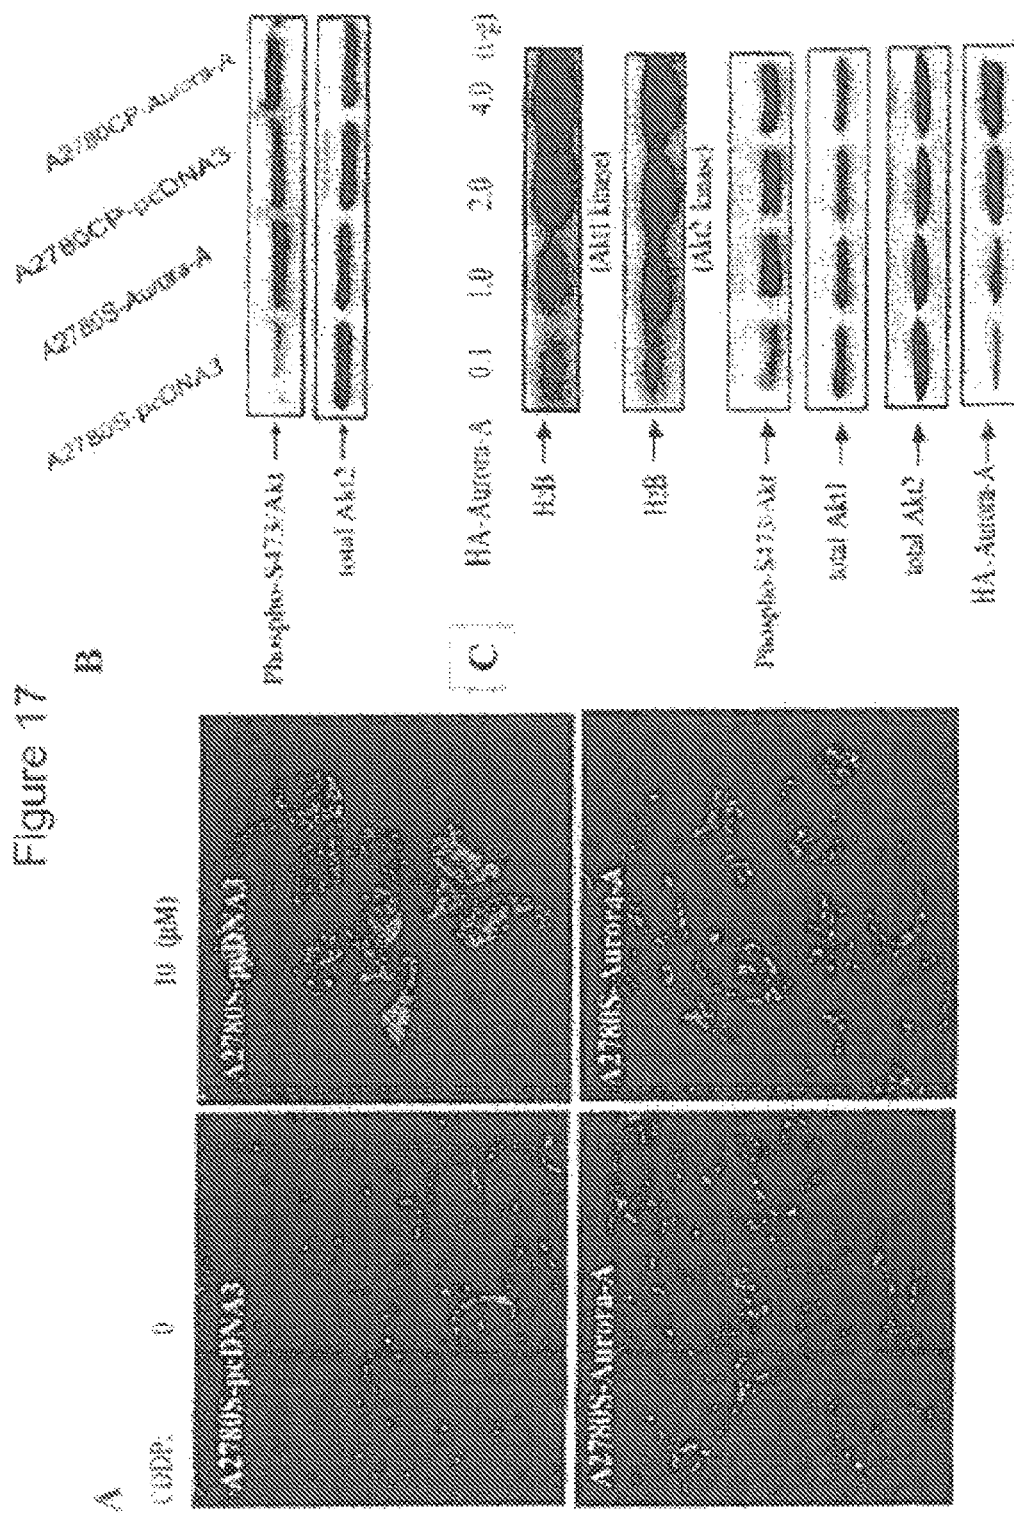 Figure 17
A
CDDP: 0 10 (µM)
A2780S-pcDNA3
A2780S-pcDNA3
A2780S-Aurora-A
A2780S-Aurora-A
B
A2780S-pcDNA3
A2780S-Aurora-A
A2780CP-pcDNA3
A2780CP-Aurora-A
Phospho-S473/Akt
total Akt2
C
HA-Aurora-A 0.1 1.0 2.0 4.0 (µg)
H2B
(Akt1 kinase)
H2B
(Akt2 kinase)
Phospho-S473/Akt
total Akt1
total Akt2
HA-Aurora-A